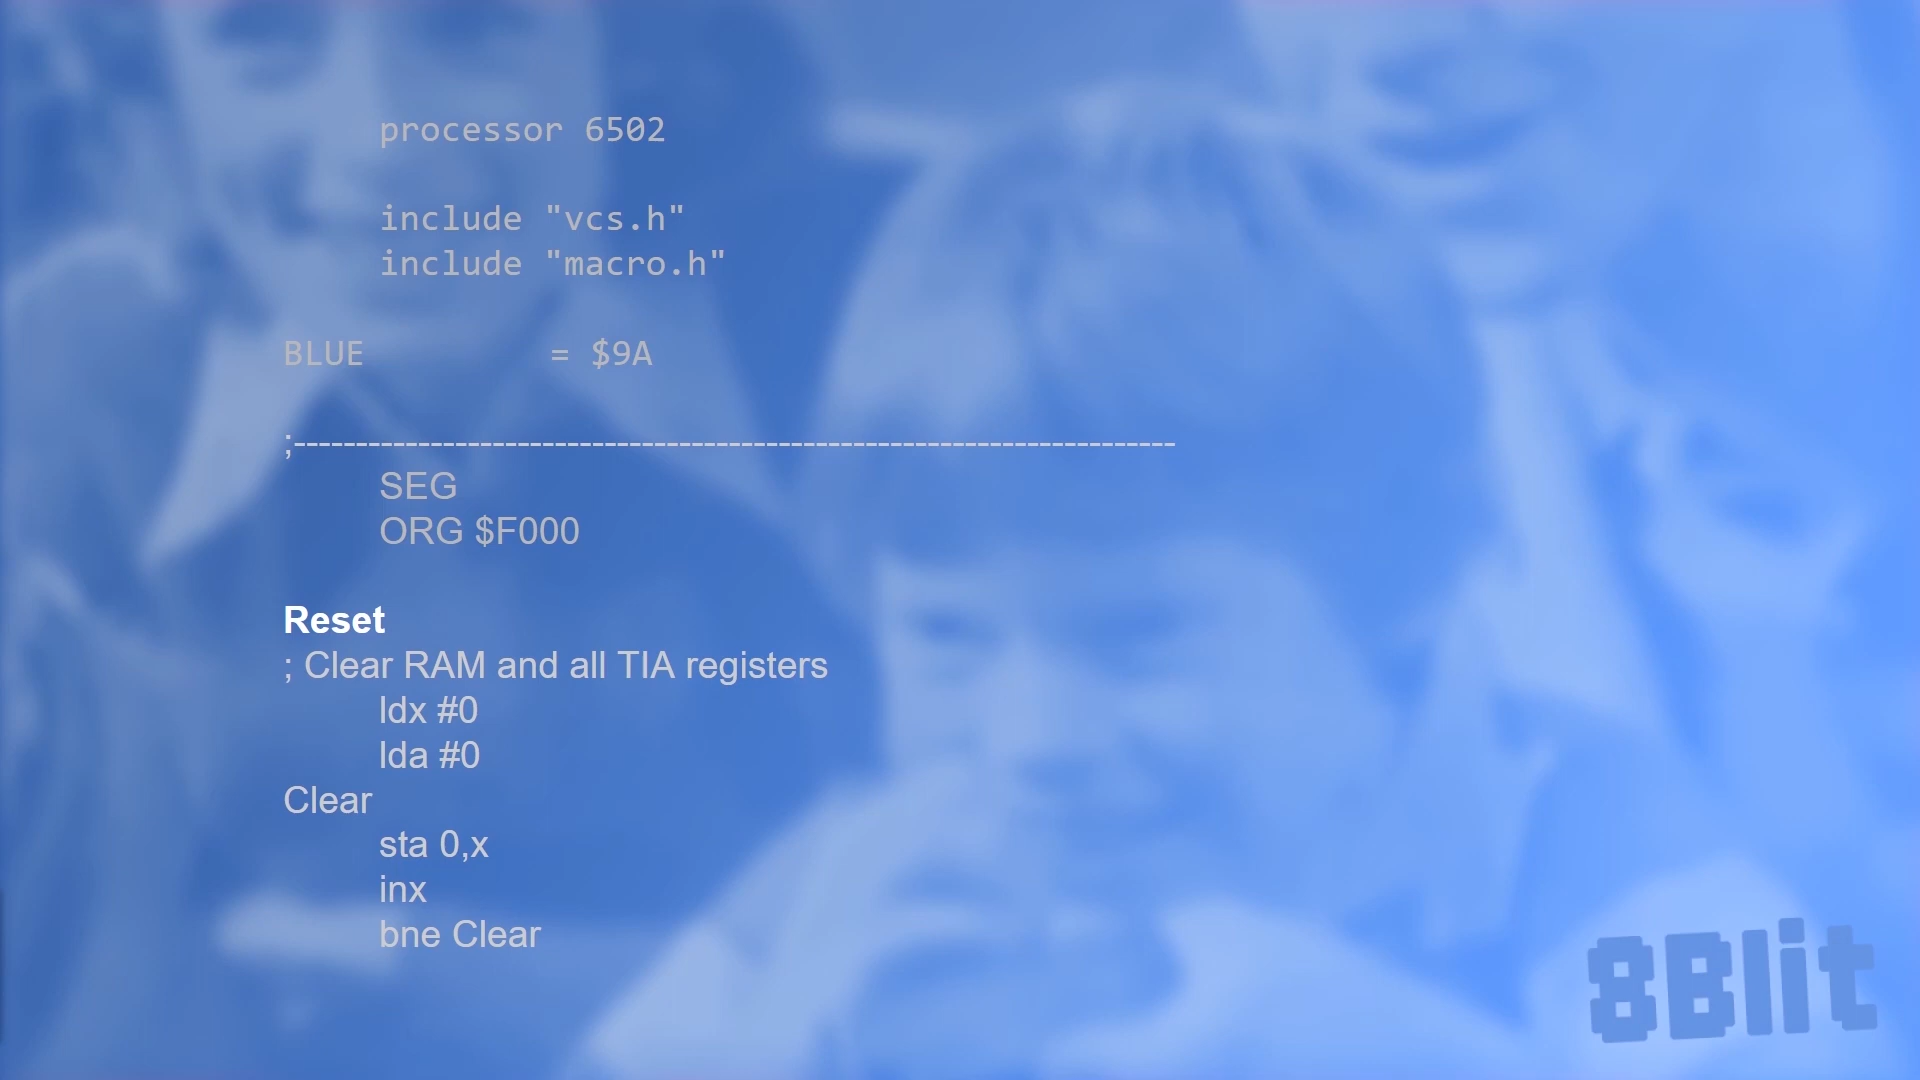 processor 6502
include "vcs.h"
include "macro.h"
BLUE = $9A
;------------------------------------------------------------------------
SEG
ORG $F000
Reset
; Clear RAM and all TIA registers
ldx #0
lda #0
Clear
sta 0,x
inx
bne Clear
8Blit